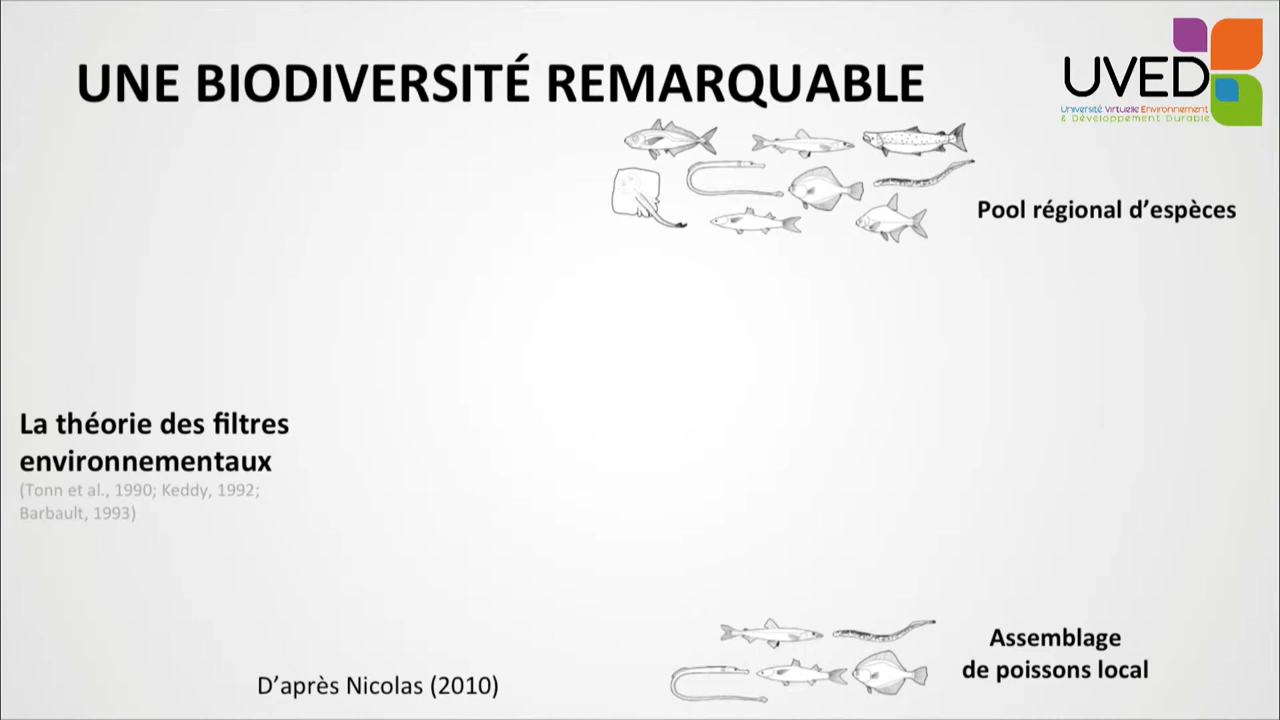 UNE BIODIVERSITÉ REMARQUABLE
UVED
Université Virtuelle Environnement
& Développement Durable
Pool régional d’espèces
La théorie des filtres
environnementaux
(Tonn et al., 1990; Keddy, 1992;
Barbault, 1993)
Assemblage
de poissons local
D’après Nicolas (2010)